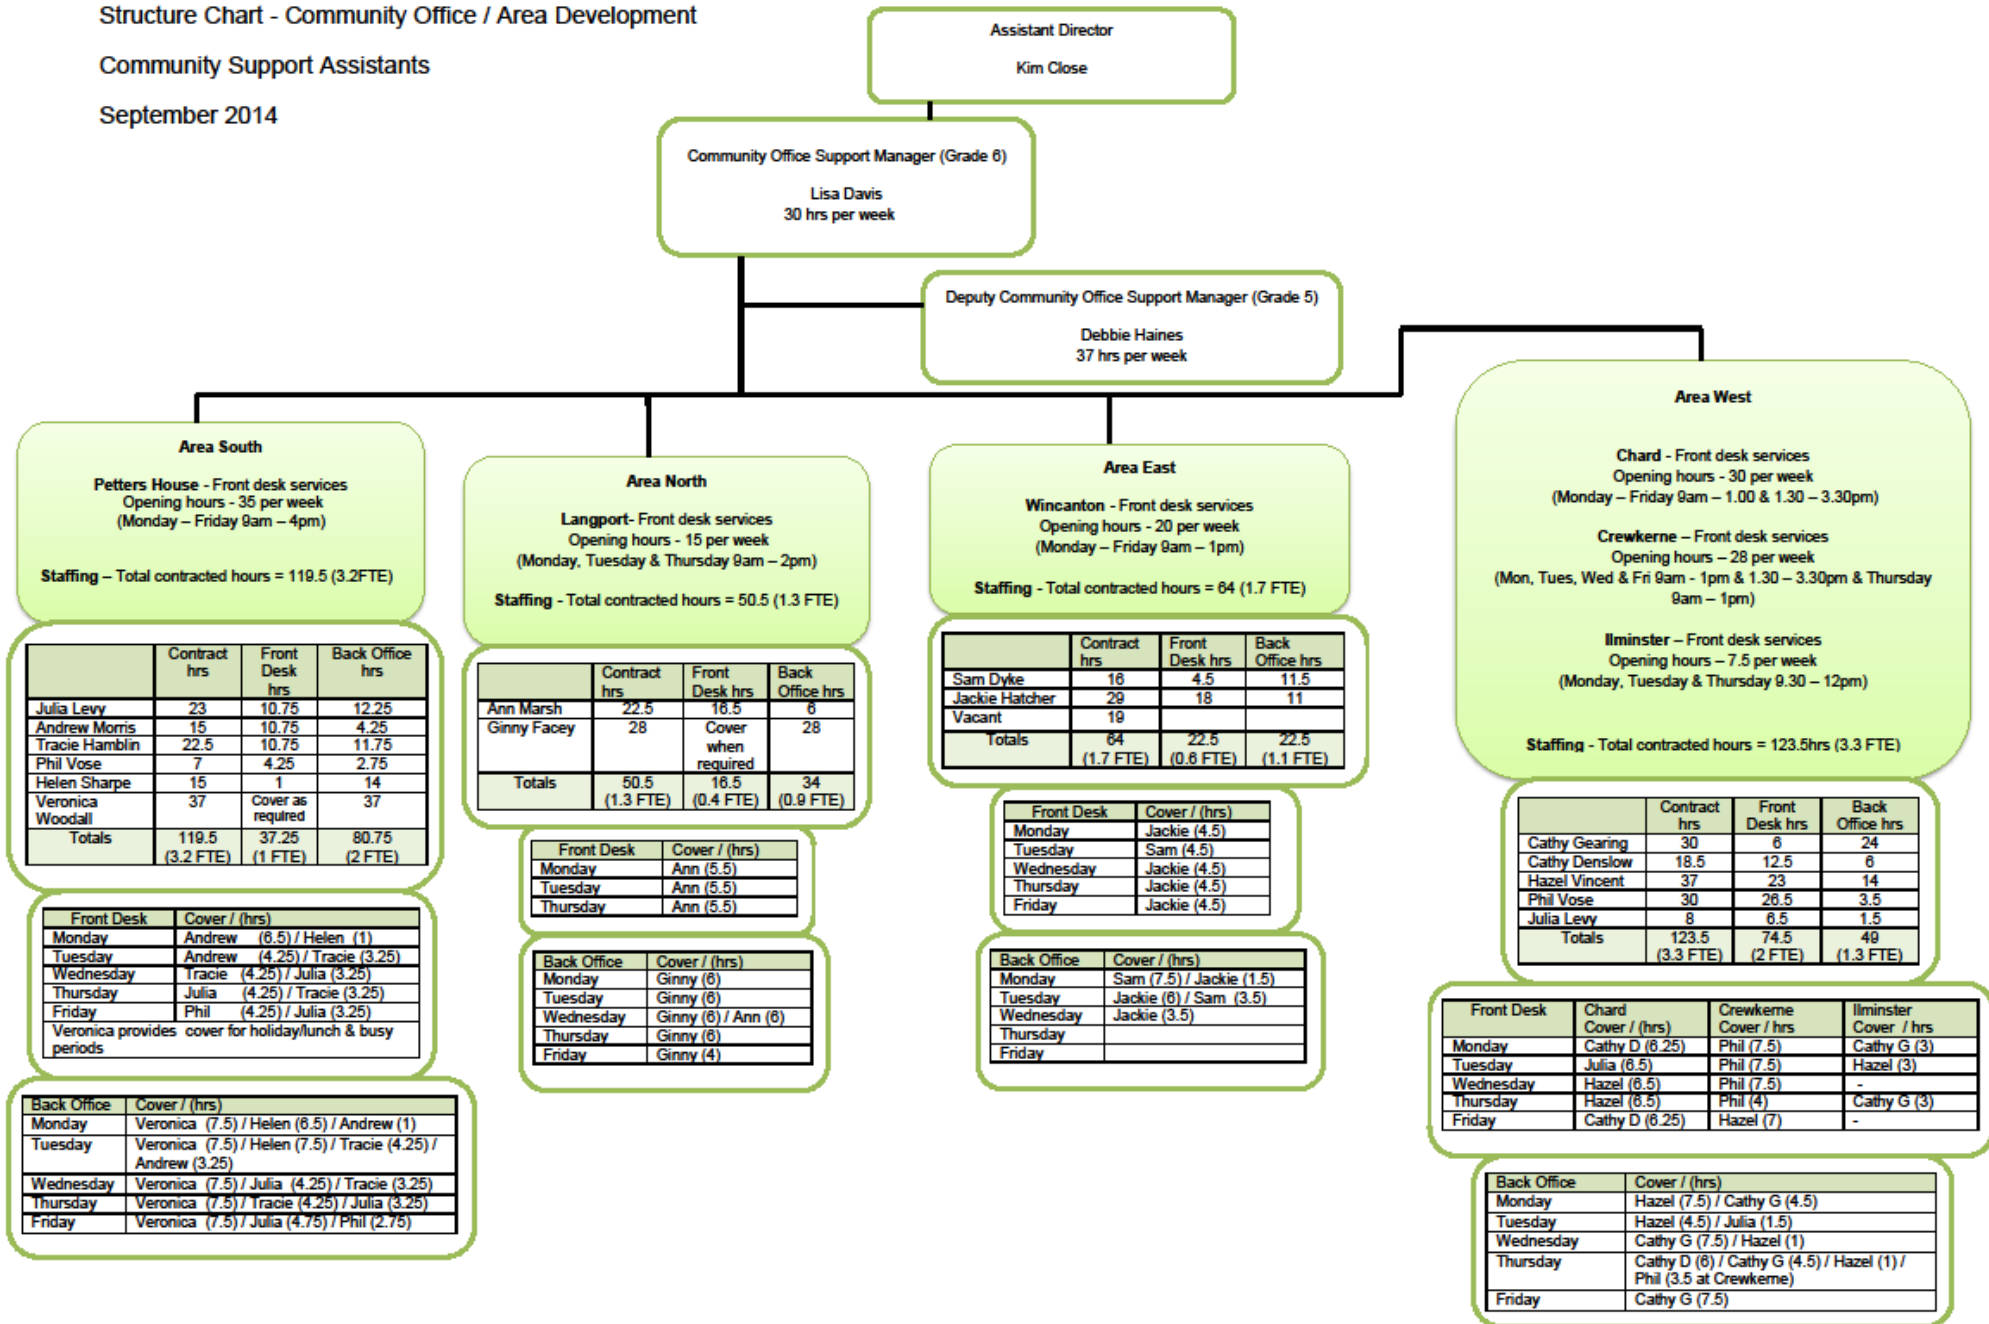 Structure Chart - Community Office / Area Development
Community Support Assistants
September 2014
Assistant Director
Kim Close
Community Office Support Manager (Grade 6)
Lisa Davis
30 hrs per week
Deputy Community Office Support Manager (Grade 5)
Debbie Haines
37 hrs per week
Area South
Petters House - Front desk services
Opening hours - 35 per week
(Monday – Friday 9am – 4pm)
Staffing – Total contracted hours = 119.5 (3.2FTE)
Contract hrs Front Desk hrs Back Office hrs
Julia Levy 23 10.75 12.25
Andrew Morris 15 10.75 4.25
Tracie Hamblin 22.5 10.75 11.75
Phil Vose 7 4.25 2.75
Helen Sharpe 15 1 14
Veronica Woodall 37 Cover as required 37
Totals 119.5 (3.2 FTE) 37.25 (1 FTE) 80.75 (2 FTE)
Front Desk Cover / (hrs)
Monday Andrew (6.5) / Helen (1)
Tuesday Andrew (4.25) / Tracie (3.25)
Wednesday Tracie (4.25) / Julia (3.25)
Thursday Julia (4.25) / Tracie (3.25)
Friday Phil (4.25) / Julia (3.25)
Veronica provides cover for holiday/lunch & busy
periods
Back Office Cover / (hrs)
Monday Veronica (7.5) / Helen (6.5) / Andrew (1)
Tuesday Veronica (7.5) / Helen (7.5) / Tracie (4.25) /
Andrew (3.25)
Wednesday Veronica (7.5) / Julia (4.25) / Tracie (3.25)
Thursday Veronica (7.5) / Tracie (4.25) / Julia (3.25)
Friday Veronica (7.5) / Julia (4.75) / Phil (2.75)
Area North
Langport- Front desk services
Opening hours - 15 per week
(Monday, Tuesday & Thursday 9am – 2pm)
Staffing - Total contracted hours = 50.5 (1.3 FTE)
Contract hrs Front Desk hrs Back Office hrs
Ann Marsh 22.5 16.5 6
Ginny Facey 28 Cover when required 28
Totals 50.5 (1.3 FTE) 16.5 (0.4 FTE) 34 (0.9 FTE)
Front Desk Cover / (hrs)
Monday Ann (5.5)
Tuesday Ann (5.5)
Thursday Ann (5.5)
Back Office Cover / (hrs)
Monday Ginny (6)
Tuesday Ginny (6)
Wednesday Ginny (6) / Ann (6)
Thursday Ginny (6)
Friday Ginny (4)
Area East
Wincanton - Front desk services
Opening hours - 20 per week
(Monday – Friday 9am – 1pm)
Staffing - Total contracted hours = 64 (1.7 FTE)
Contract hrs Front Desk hrs Back Office hrs
Sam Dyke 16 4.5 11.5
Jackie Hatcher 29 18 11
Vacant 19
Totals 64 (1.7 FTE) 22.5 (0.6 FTE) 22.5 (1.1 FTE)
Front Desk Cover / (hrs)
Monday Jackie (4.5)
Tuesday Sam (4.5)
Wednesday Jackie (4.5)
Thursday Jackie (4.5)
Friday Jackie (4.5)
Back Office Cover / (hrs)
Monday Sam (7.5) / Jackie (1.5)
Tuesday Jackie (6) / Sam (3.5)
Wednesday Jackie (3.5)
Thursday
Friday
Area West
Chard - Front desk services
Opening hours - 30 per week
(Monday – Friday 9am – 1.00 & 1.30 – 3.30pm)
Crewkerne – Front desk services
Opening hours – 28 per week
(Mon, Tues, Wed & Fri 9am - 1pm & 1.30 – 3.30pm & Thursday
9am – 1pm)
Ilminster – Front desk services
Opening hours – 7.5 per week
(Monday, Tuesday & Thursday 9.30 – 12pm)
Staffing - Total contracted hours = 123.5hrs (3.3 FTE)
Contract hrs Front Desk hrs Back Office hrs
Cathy Gearing 30 6 24
Cathy Denslow 18.5 12.5 6
Hazel Vincent 37 23 14
Phil Vose 30 26.5 3.5
Julia Levy 8 6.5 1.5
Totals 123.5 (3.3 FTE) 74.5 (2 FTE) 49 (1.3 FTE)
Front Desk Chard Cover / (hrs) Crewkerne Cover / hrs Ilminster Cover / hrs
Monday Cathy D (6.25) Phil (7.5) Cathy G (3)
Tuesday Julia (6.5) Phil (7.5) Hazel (3)
Wednesday Hazel (6.5) Phil (7.5) -
Thursday Hazel (6.5) Phil (4) Cathy G (3)
Friday Cathy D (6.25) Hazel (7) -
Back Office Cover / (hrs)
Monday Hazel (7.5) / Cathy G (4.5)
Tuesday Hazel (4.5) / Julia (1.5)
Wednesday Cathy G (7.5) / Hazel (1)
Thursday Cathy D (6) / Cathy G (4.5) / Hazel (1) /
Phil (3.5 at Crewkerne)
Friday Cathy G (7.5)